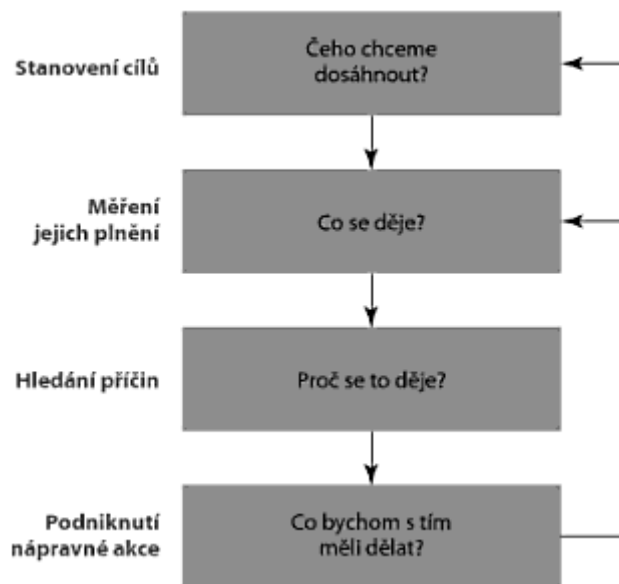 Stanovení cílů
Čeho chceme
dosáhnout?
Měření
jejich plnění
Co se děje?
Hledání příčin
Proč se to děje?
Podniknutí
nápravné akce
Co bychom s tím
měli dělat?